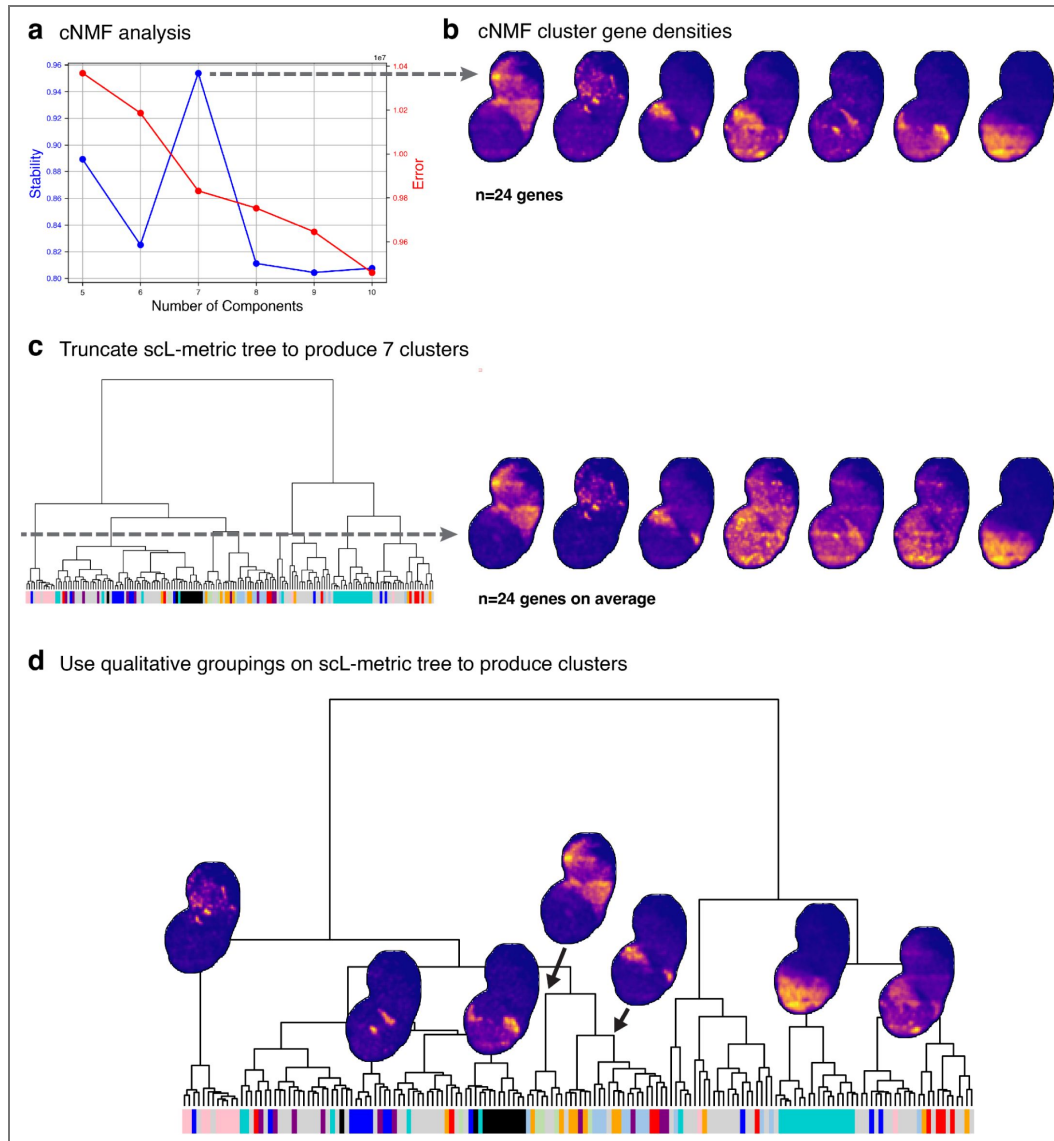 a cNMF analysis
b cNMF cluster gene densities
1e7
0.96
0.94
0.92
0.90
0.88
0.86
0.84
0.82
0.80
Stability
1.04
1.02
1.00
0.98
0.96
Error
5 6 7 8 9 10
Number of Components
n=24 genes
c Truncate scL-metric tree to produce 7 clusters
n=24 genes on average
d Use qualitative groupings on scL-metric tree to produce clusters